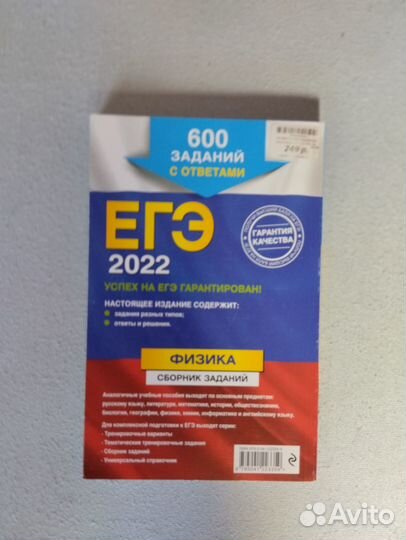 600
ЗАДАНИЙ
С ОТВЕТАМИ
249 р.
ЕГЭ
2022
ГАРАНТИЯ
КАЧЕСТВА
УСПЕХ НА ЕГЭ ГАРАНТИРОВАН!
НАСТОЯЩЕЕ ИЗДАНИЕ СОДЕРЖИТ:
задания разных типов;
ответы и решения.
ФИЗИКА
СБОРНИК ЗАДАНИЙ
Аналогичные учебные пособия выходят по основным предметам:
русскому языку, литературе, математике, истории, обществознанию,
биологии, географии, физике, химии, информатике и английскому языку.
Для комплексной подготовки к ЕГЭ выходят серии:
- Тренировочные варианты
- Тематические тренировочные задания
- Сборник заданий
- Универсальный справочник
Avito